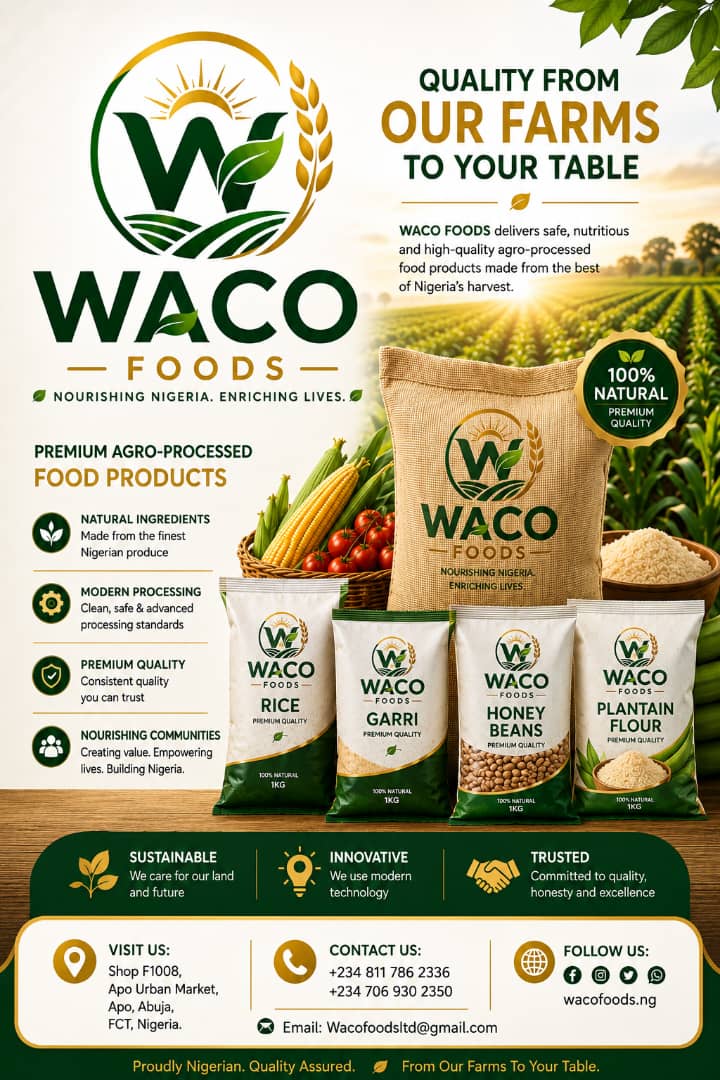 W
WACO
FOODS
NOURISHING NIGERIA. ENRICHING LIVES.
QUALITY FROM
OUR FARMS
TO YOUR TABLE
WACO FOODS delivers safe, nutritious
and high-quality agro-processed
food products made from the best
of Nigeria's harvest.
100%
NATURAL
PREMIUM
QUALITY
PREMIUM AGRO-PROCESSED
FOOD PRODUCTS
NATURAL INGREDIENTS
Made from the finest
Nigerian produce
MODERN PROCESSING
Clean, safe & advanced
processing standards
PREMIUM QUALITY
Consistent quality
you can trust
NOURISHING COMMUNITIES
Creating value. Empowering
lives. Building Nigeria.
W
WACO
FOODS
NOURISHING NIGERIA.
ENRICHING LIVES
W
WACO
FOODS
RICE
PREMIUM QUALITY
100% NATURAL
1KG
W
WACO
FOODS
GARRI
PREMIUM QUALITY
100% NATURAL
1KG
W
WACO
FOODS
HONEY
BEANS
PREMIUM QUALITY
100% NATURAL
1KG
W
WACO
FOODS
PLANTAIN
FLOUR
PREMIUM QUALITY
100% NATURAL
1KG
SUSTAINABLE
We care for our land
and future
INNOVATIVE
We use modern
technology
TRUSTED
Committed to quality,
honesty and excellence
VISIT US:
Shop F1008,
Apo Urban Market,
Apo, Abuja,
FCT, Nigeria.
CONTACT US:
+234 811 786 2336
+234 706 930 2350
Email: Wacofoodsltd@gmail.com
FOLLOW US:
wacofoods.ng
Proudly Nigerian. Quality Assured.
From Our Farms To Your Table.